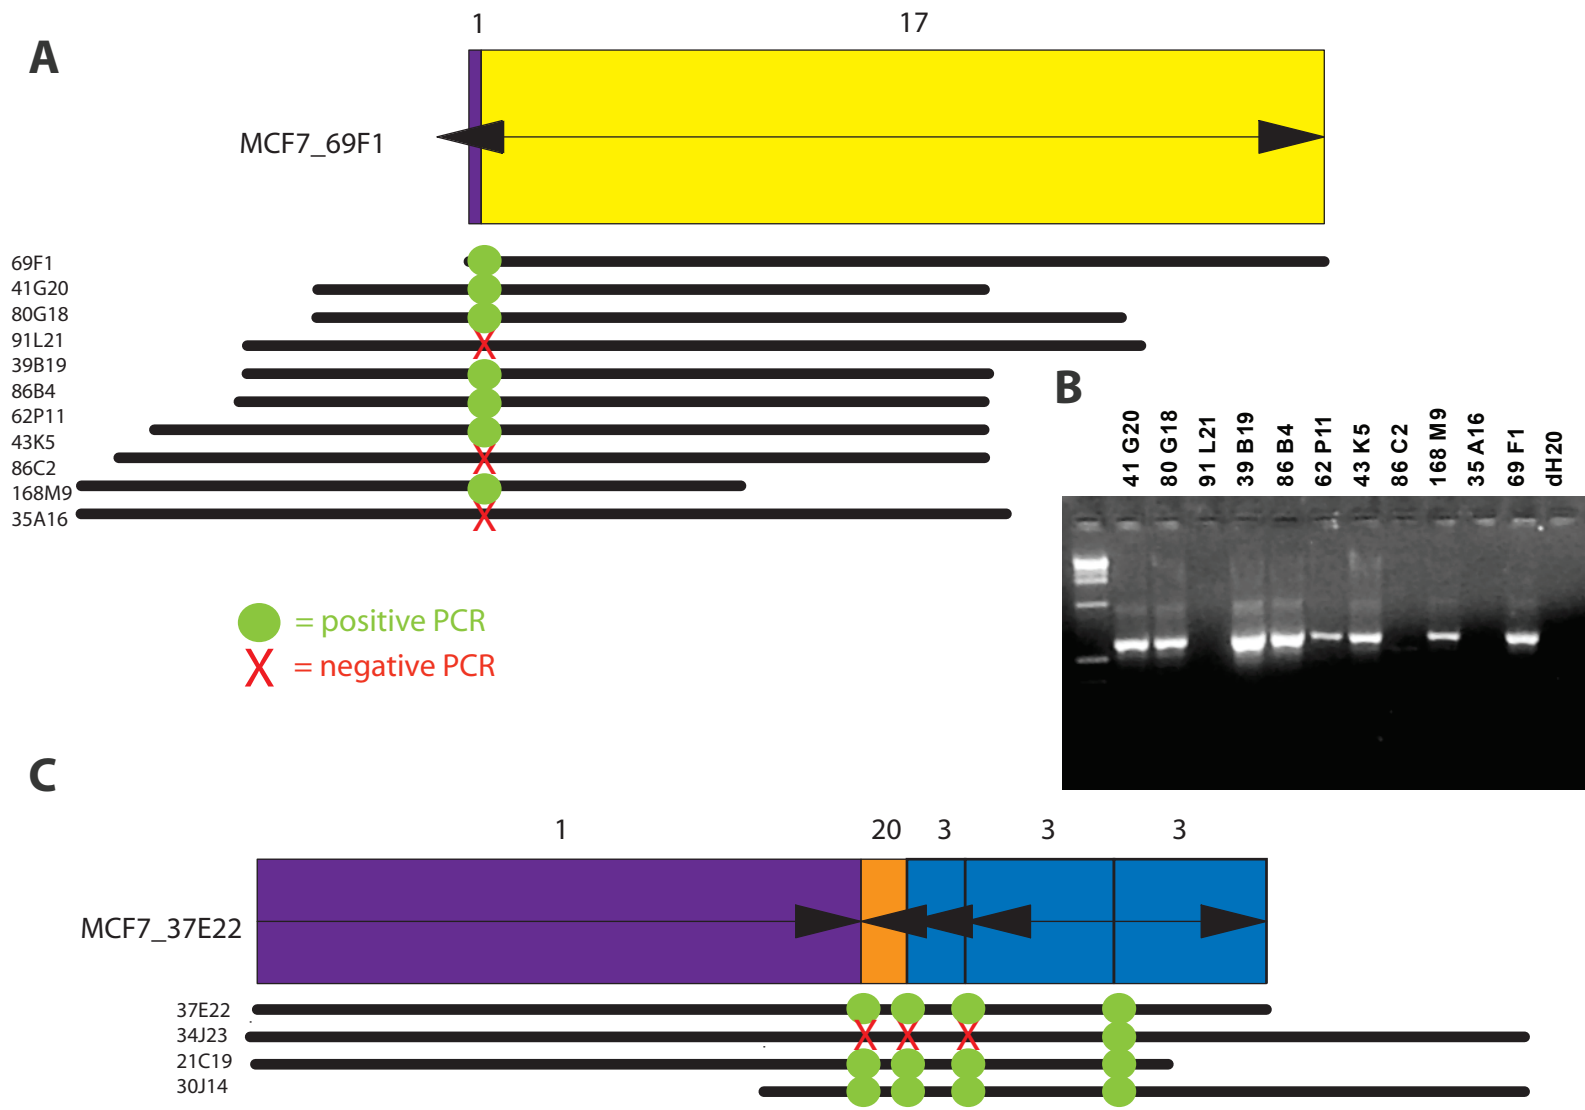 A
1 17
MCF7_69F1
69F1
41G20
80G18
91L21
39B19
86B4
62P11
43K5
86C2
168M9
35A16
= positive PCR
X = negative PCR
B
41 G20
80 G18
91 L21
39 B19
86 B4
62 P11
43 K5
86 C2
168 M9
35 A16
69 F1
dH20
C
1 20 3 3 3
MCF7_37E22
37E22
34J23
21C19
30J14